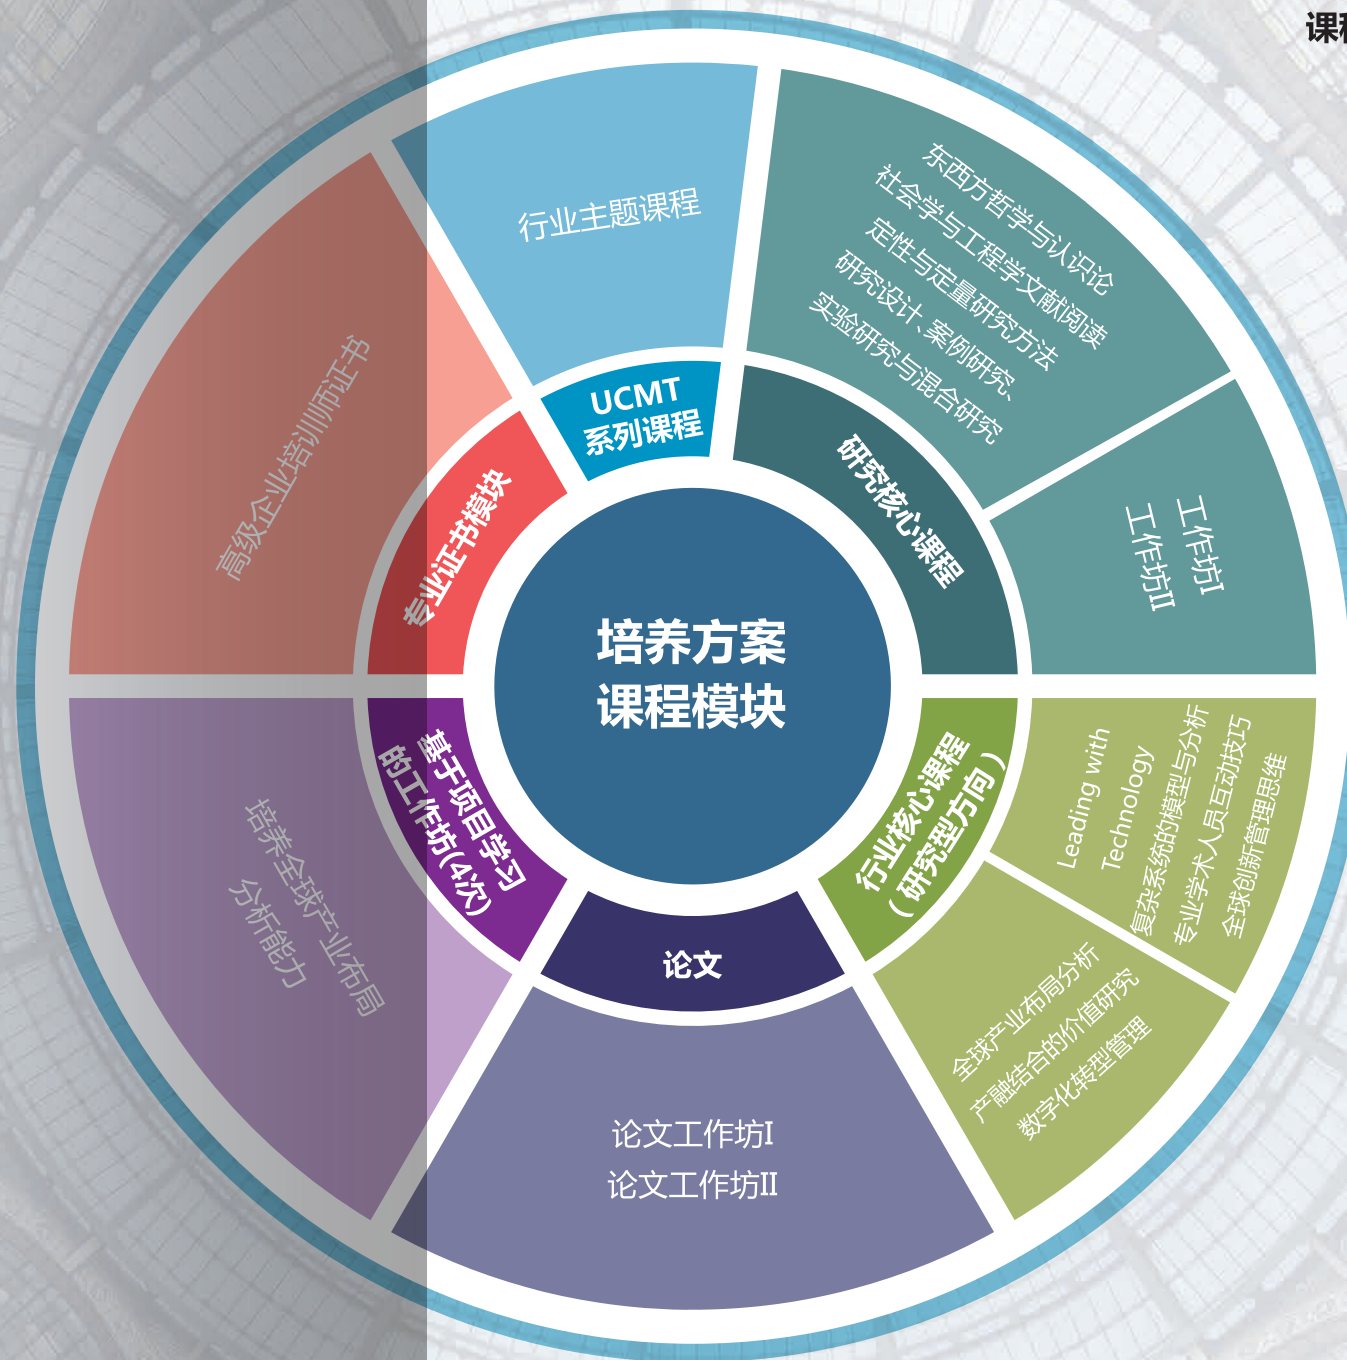 课程
培养方案
课程模块
UCMT
系列课程
行业主题课程
研究核心课程
东西方哲学与认识论
社会学与工程学文献阅读
定性与定量研究方法
研究设计、案例研究、
实验研究与混合研究
工作坊I
工作坊II
行业核心课程
（研究型方向）
Leading with
Technology
复杂系统的模型与分析
专业学术人员互动技巧
全球创新管理思维
全球产业布局分析
产融结合的价值研究
数字化转型管理
论文
论文工作坊I
论文工作坊II
基于项目学习
的工作坊(4次)
培养全球产业布局
分析能力
专业证书模块
高级企业培训师证书